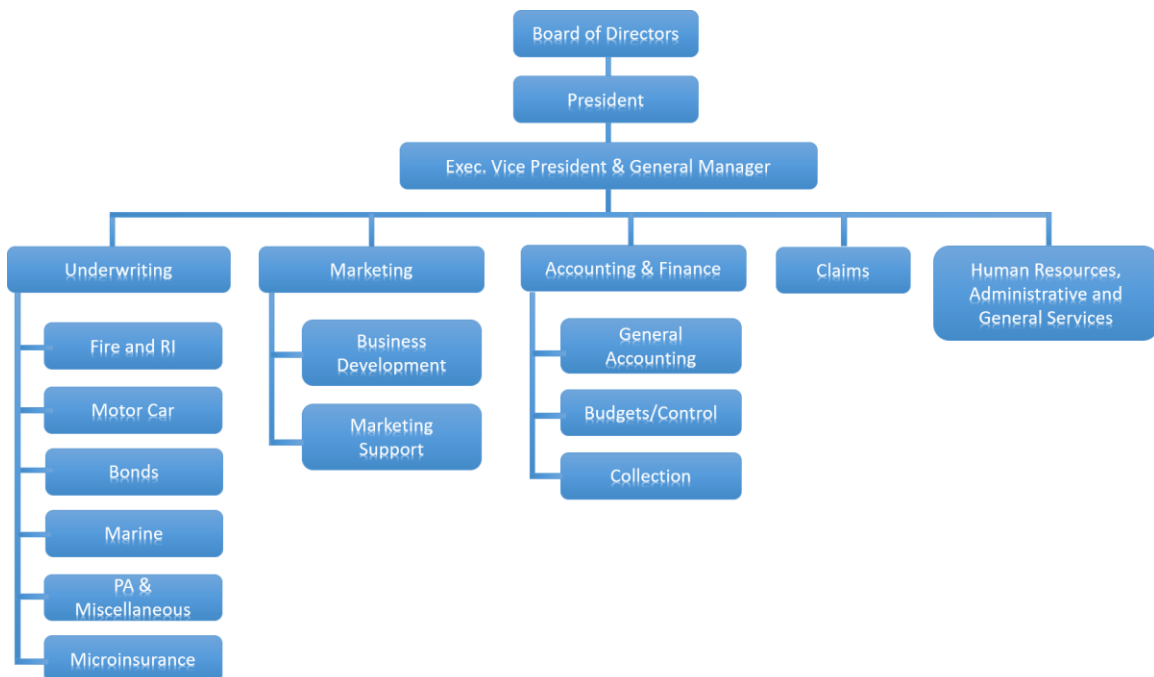 Board of Directors
President
Exec. Vice President & General Manager
Underwriting
Marketing
Accounting & Finance
Claims
Human Resources,
Administrative and
General Services
Fire and RI
Motor Car
Bonds
Marine
PA &
Miscellaneous
Microinsurance
Business
Development
Marketing
Support
General
Accounting
Budgets/Control
Collection